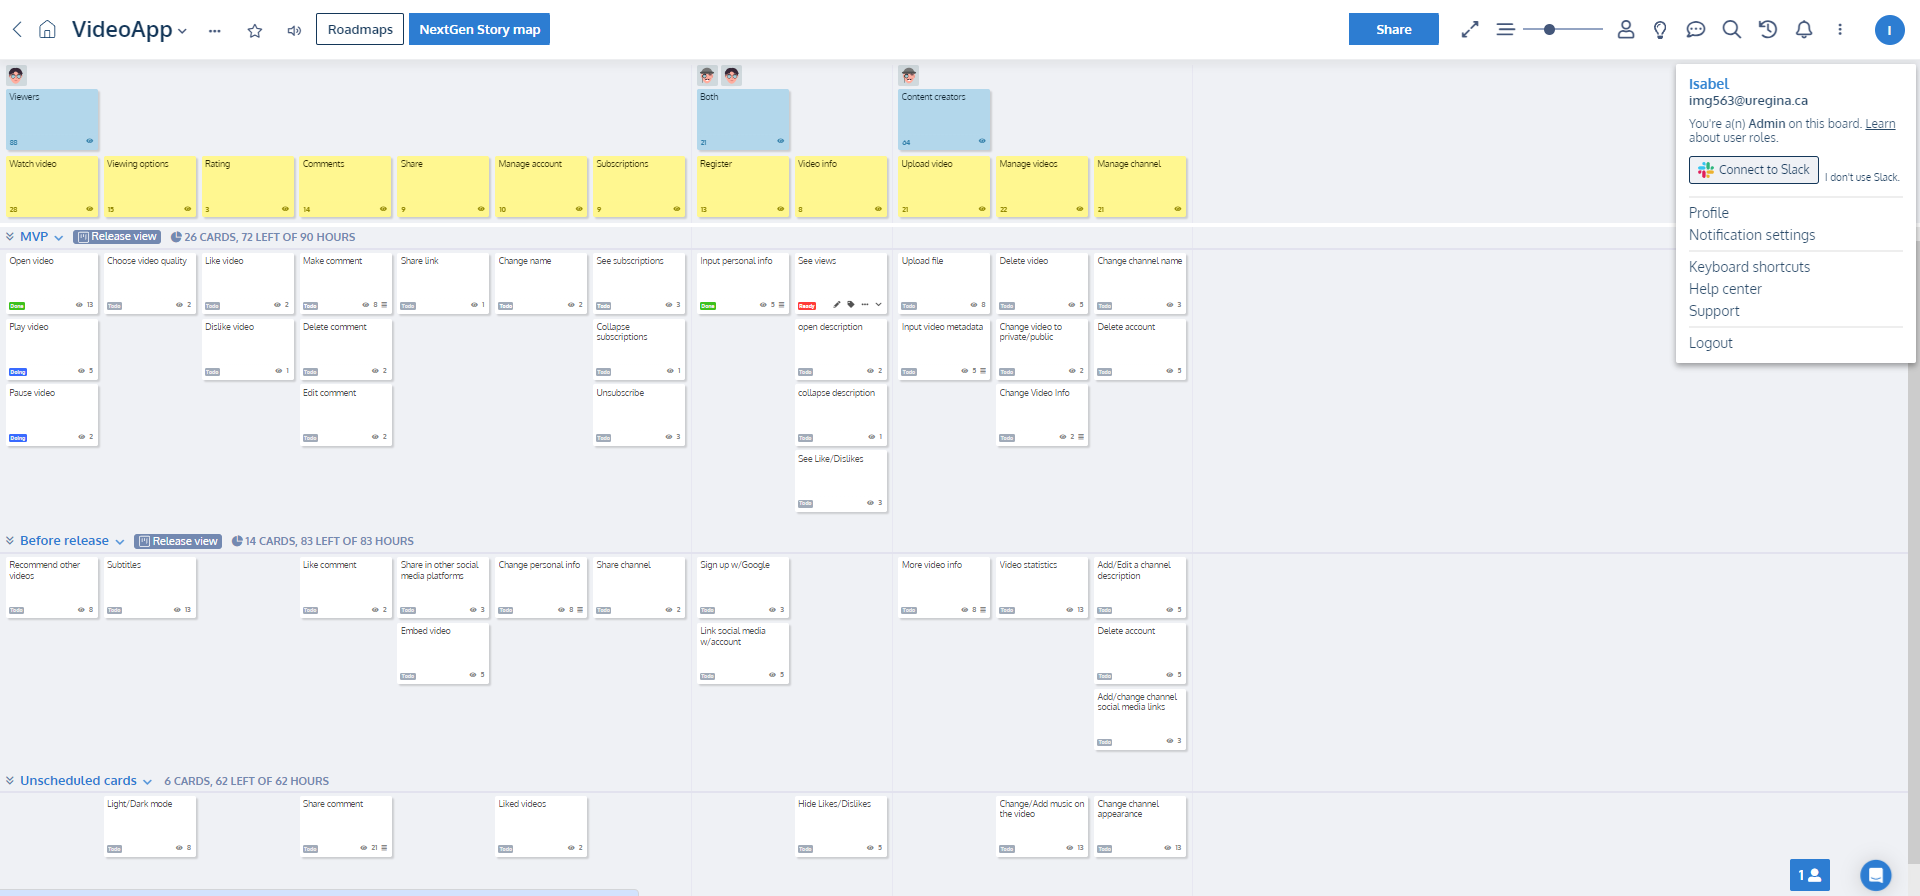 VideoApp
Roadmaps
NextGen Story map
Share
I
Isabel
img563@uregina.ca
You're a(n) Admin on this board. Learn
about user roles.
Connect to Slack
I don't use Slack.
Profile
Notification settings
Keyboard shortcuts
Help center
Support
Logout
Viewers
88
Both
21
Content creators
64
Watch video
28
Viewing options
15
Rating
3
Comments
14
Share
9
Manage account
10
Subscriptions
9
Register
13
Video info
8
Upload video
21
Manage videos
22
Manage channel
21
MVP
Release view
26 CARDS, 72 LEFT OF 90 HOURS
Open video
Done
13
Choose video quality
Todo
2
Like video
Todo
2
Make comment
Todo
8
Share link
Todo
1
Change name
Todo
2
See subscriptions
Todo
3
Input personal info
Done
5
See views
Ready
Upload file
Todo
8
Delete video
Todo
5
Change channel name
Todo
3
Play video
Doing
5
Dislike video
Todo
1
Delete comment
Todo
2
Collapse
subscriptions
Todo
1
open description
Todo
2
Input video metadata
Todo
5
Change video to
private/public
Todo
2
Delete account
Todo
5
Pause video
Doing
2
Edit comment
Todo
2
Unsubscribe
Todo
3
collapse description
Todo
1
Change Video Info
Todo
2
See Like/Dislikes
Todo
3
Before release
Release view
14 CARDS, 83 LEFT OF 83 HOURS
Recommend other
videos
Todo
8
Subtitles
Todo
13
Like comment
Todo
2
Share in other social
media platforms
Todo
3
Change personal info
Todo
8
Share channel
Todo
2
Sign up w/Google
Todo
3
More video info
Todo
8
Video statistics
Todo
13
Add/Edit a channel
description
Todo
5
Embed video
Todo
5
Link social media
w/account
Todo
5
Delete account
Todo
5
Add/change channel
social media links
Todo
3
Unscheduled cards
6 CARDS, 62 LEFT OF 62 HOURS
Light/Dark mode
Todo
8
Share comment
Todo
21
Liked videos
Todo
2
Hide Likes/Dislikes
Todo
5
Change/Add music on
the video
Todo
13
Change channel
appearance
Todo
13
1